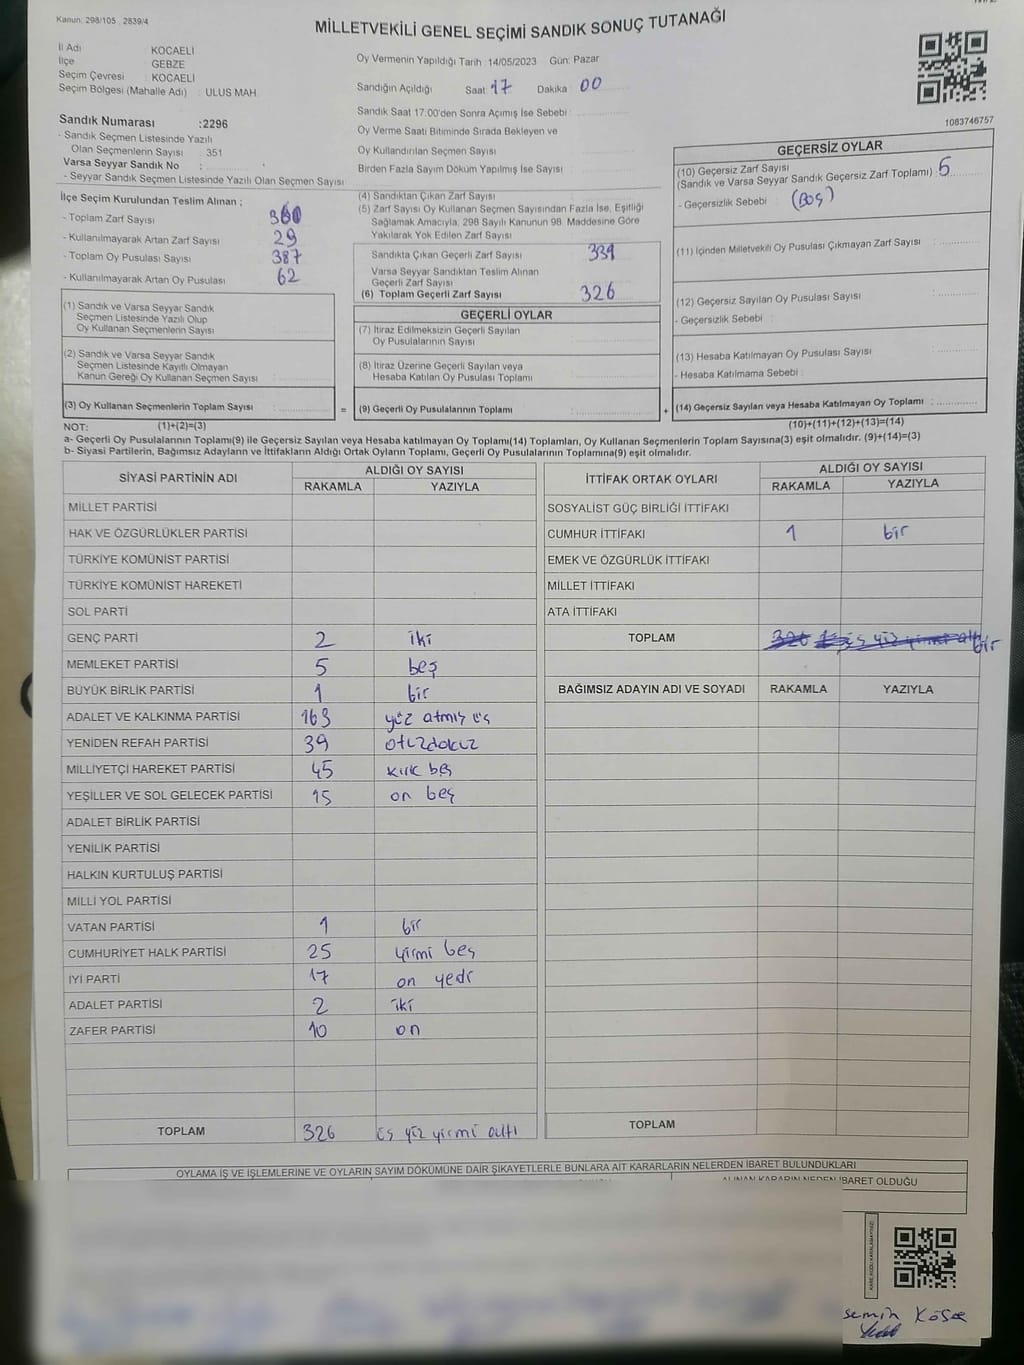 Kanun: 298/105 , 2839/4
MİLLETVEKİLİ GENEL SEÇİMİ SANDIK SONUÇ TUTANAĞI
İl Adı KOCAELİ
İlçe GEBZE
Seçim Çevresi : KOCAELİ
Seçim Bölgesi (Mahalle Adı) : ULUS MAH.
Sandık Numarası :2296
- Sandık Seçmen Listesinde Yazılı
Olan Seçmenlerin Sayısı : 351
Varsa Seyyar Sandık No :
- Seyyar Sandık Seçmen Listesinde Yazılı Olan Seçmen Sayısı
Oy Vermenin Yapıldığı Tarih :14/05/2023 Gün: Pazar
Sandığın Açıldığı Saat 17 Dakika 00
Sandık Saat 17:00'den Sonra Açımış İse Sebebi :
Oy Verme Saati Bitiminde Sırada Bekleyen ve
Oy Kullandırılan Seçmen Sayısı
Birden Fazla Sayım Döküm Yapılmış İse Sayısı
1083746757
İlçe Seçim Kurulundan Teslim Alınan ;
- Toplam Zarf Sayısı 360
- Kullanılmayarak Artan Zarf Sayısı 29
- Toplam Oy Pusulası Sayısı 387
- Kullanılmayarak Artan Oy Pusulası 62
(1) Sandık ve Varsa Seyyar Sandık
Seçmen Listesinde Yazılı Olup
Oy Kullanan Seçmenlerin Sayısı
(2) Sandık ve Varsa Seyyar Sandık
Seçmen Listesinde Kayıtlı Olmayan
Kanun Gereği Oy Kullanan Seçmen Sayısı
(3) Oy Kullanan Seçmenlerin Toplam Sayısı : =
(4) Sandıktan Çıkan Zarf Sayısı
(5) Zarf Sayısı Oy Kullanan Seçmen Sayısından Fazla İse, Eşitliği
Sağlamak Amacıyla; 298 Sayılı Kanunun 98. Maddesine Göre
Yakılarak Yok Edilen Zarf Sayısı
Sandıkta Çıkan Geçerli Zarf Sayısı 331
Varsa Seyyar Sandıktan Teslim Alınan
Geçerli Zarf Sayısı
(6) Toplam Geçerli Zarf Sayısı 326
GEÇERLİ OYLAR
(7) İtiraz Edilmeksizin Geçerli Sayılan
Oy Pusulalarının Sayısı
(8) İtiraz Üzerine Geçerli Sayılan veya
Hesaba Katılan Oy Pusulası Toplamı
(9) Geçerli Oy Pusulalarının Toplamı : +
GEÇERSİZ OYLAR
(10) Geçersiz Zarf Sayısı
(Sandık ve Varsa Seyyar Sandık Geçersiz Zarf Toplamı) : 5
- Geçersizlik Sebebi : (Boş)
(11) İçinden Milletvekili Oy Pusulası Çıkmayan Zarf Sayısı
(12) Geçersiz Sayılan Oy Pusulası Sayısı
- Geçersizlik Sebebi :
(13) Hesaba Katılmayan Oy Pusulası Sayısı
- Hesaba Katılmama Sebebi :
(14) Geçersiz Sayılan veya Hesaba Katılmayan Oy Toplamı :
NOT: (1)+(2)=(3) (10)+(11)+(12)+(13)=(14)
a- Geçerli Oy Pusulalarının Toplamı(9) ile Geçersiz Sayılan veya Hesaba katılmayan Oy Toplamı(14) Toplamları, Oy Kullanan Seçmenlerin Toplam Sayısına(3) eşit olmalıdır. (9)+(14)=(3)
b- Siyasi Partilerin, Bağımsız Adayların ve İttifakların Aldığı Ortak Oyların Toplamı, Geçerli Oy Pusulalarının Toplamına(9) eşit olmalıdır.
SİYASİ PARTİNİN ADI ALDIĞI OY SAYISI
RAKAMLA YAZIYLA
MİLLET PARTİSİ
HAK VE ÖZGÜRLÜKLER PARTİSİ
TÜRKİYE KOMÜNİST PARTİSİ
TÜRKİYE KOMÜNİST HAREKETİ
SOL PARTİ
GENÇ PARTİ 2 iki
MEMLEKET PARTİSİ 5 beş
BÜYÜK BİRLİK PARTİSİ 1 bir
ADALET VE KALKINMA PARTİSİ 163 yüz atmış üç
YENİDEN REFAH PARTİSİ 39 otuzdokuz
MİLLİYETÇİ HAREKET PARTİSİ 45 kırk beş
YEŞİLLER VE SOL GELECEK PARTİSİ 15 on beş
ADALET BİRLİK PARTİSİ
YENİLİK PARTİSİ
HALKIN KURTULUŞ PARTİSİ
MİLLİ YOL PARTİSİ
VATAN PARTİSİ 1 bir
CUMHURİYET HALK PARTİSİ 25 yirmi beş
İYİ PARTİ 17 on yedi
ADALET PARTİSİ 2 iki
ZAFER PARTİSİ 10 on
TOPLAM 326 üç yüz yirmi altı
İTTİFAK ORTAK OYLARI ALDIĞI OY SAYISI
RAKAMLA YAZIYLA
SOSYALİST GÜÇ BİRLİĞİ İTTİFAKI
CUMHUR İTTİFAKI 1 bir
EMEK VE ÖZGÜRLÜK İTTİFAKI
MİLLET İTTİFAKI
ATA İTTİFAKI
TOPLAM 326 1 üç yüz yirmi altı bir
BAĞIMSIZ ADAYIN ADI VE SOYADI RAKAMLA YAZIYLA
TOPLAM
OYLAMA İŞ VE İŞLEMLERİNE VE OYLARIN SAYIM DÖKÜMÜNE DAİR ŞİKAYETLERLE BUNLARA AİT KARARLARIN NELERDEN İBARET BULUNDUKLARI
ALINAN KARARIN NEDEN İBARET OLDUĞU
semin Köse